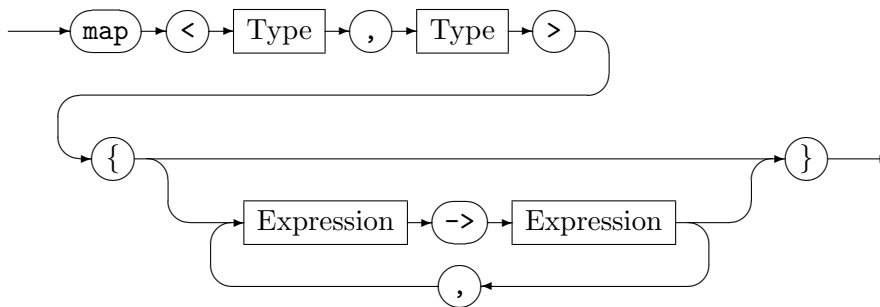 map < Type , Type >
{ }
Expression -> Expression
,